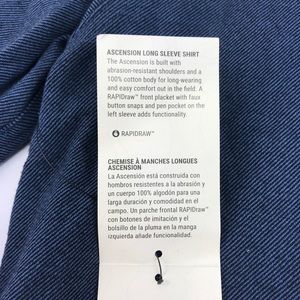 ASCENSION LONG SLEEVE SHIRT
The Ascension is built with
abrasion-resistant shoulders and a
100% cotton body for long-wearing
and easy comfort out in the field. A
RAPIDraw™ front placket with faux
button snaps and pen pocket on the
left sleeve adds functionality.
RAPIDRAW™
CHEMISE À MANCHES LONGUES
ASCENSION
La Ascensión está construida con
hombros resistentes a la abrasión y
un cuerpo 100% algodón para una
larga duración y comodidad en el
campo. Un parche frontal RAPIDraw™
con botones de imitación y el
bolsillo de la pluma en la manga
izquierda añade funcionalidad.